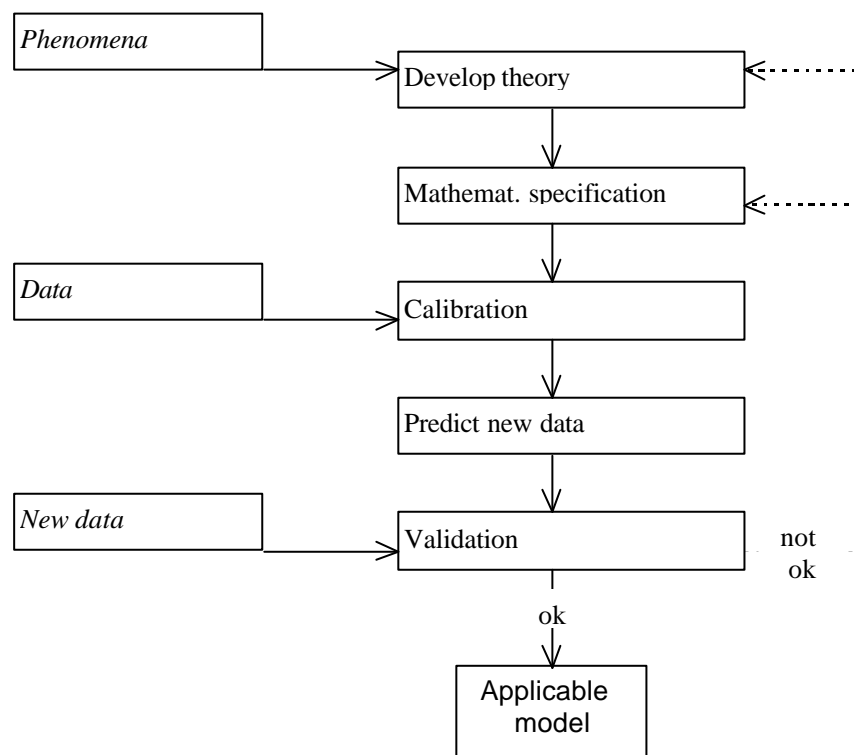 Phenomena
Develop theory
Mathemat. specification
Data
Calibration
Predict new data
New data
Validation
not
ok
ok
Applicable
model